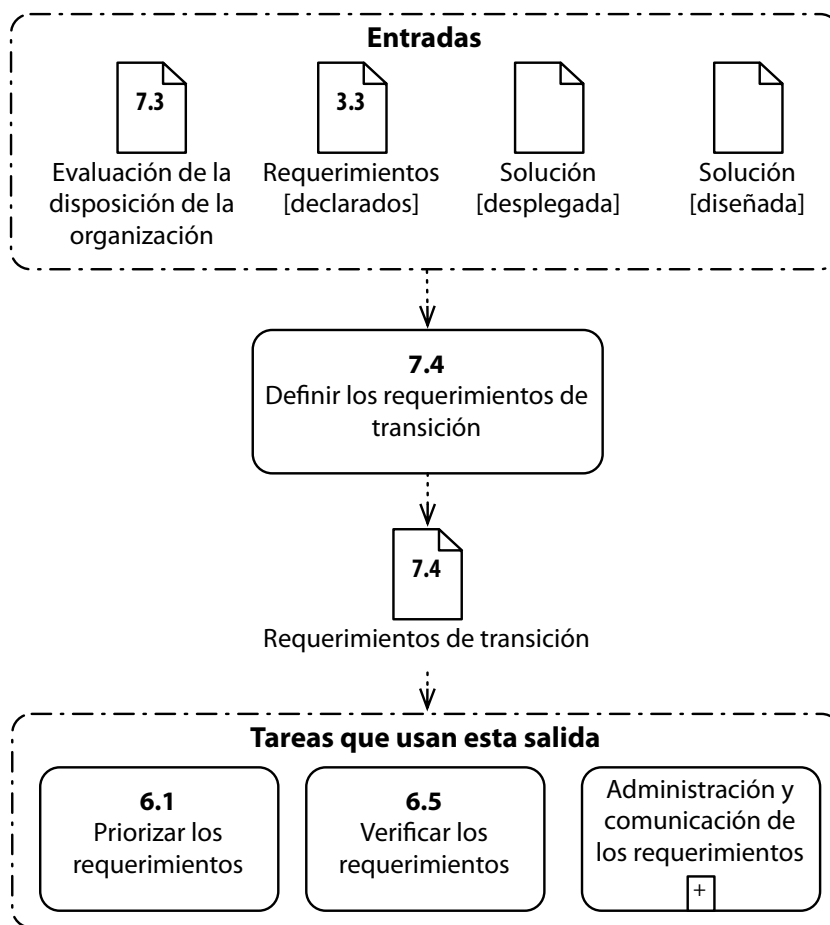 Entradas
7.3
Evaluación de la
disposición de la
organización
3.3
Requerimientos
[declarados]
Solución
[desplegada]
Solución
[diseñada]
7.4
Definir los requerimientos de
transición
7.4
Requerimientos de transición
Tareas que usan esta salida
6.1
Priorizar los
requerimientos
6.5
Verificar los
requerimientos
Administración y
comunicación de
los requerimientos
+